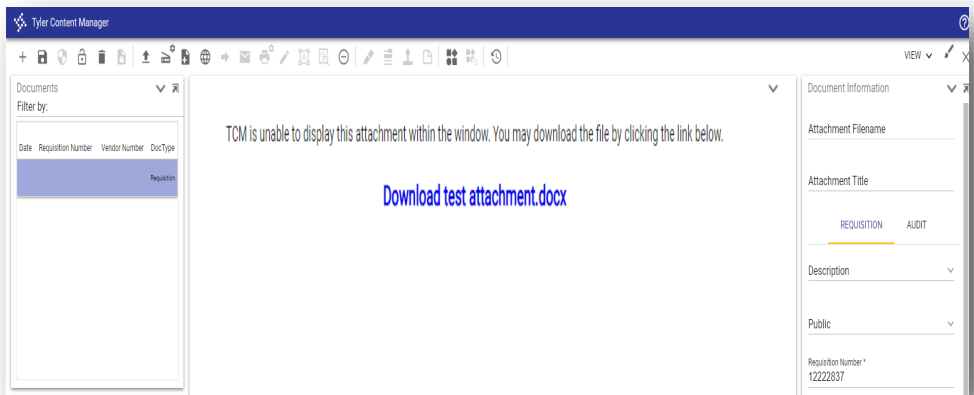 Tyler Content Manager
VIEW
Documents
Filter by:
Date Requisition Number Vendor Number DocType
Requisition
TCM is unable to display this attachment within the window. You may download the file by clicking the link below.
Download test attachment.docx
Document Information
Attachment Filename
Attachment Title
REQUISITION AUDIT
Description
Public
Requisition Number *
12222837